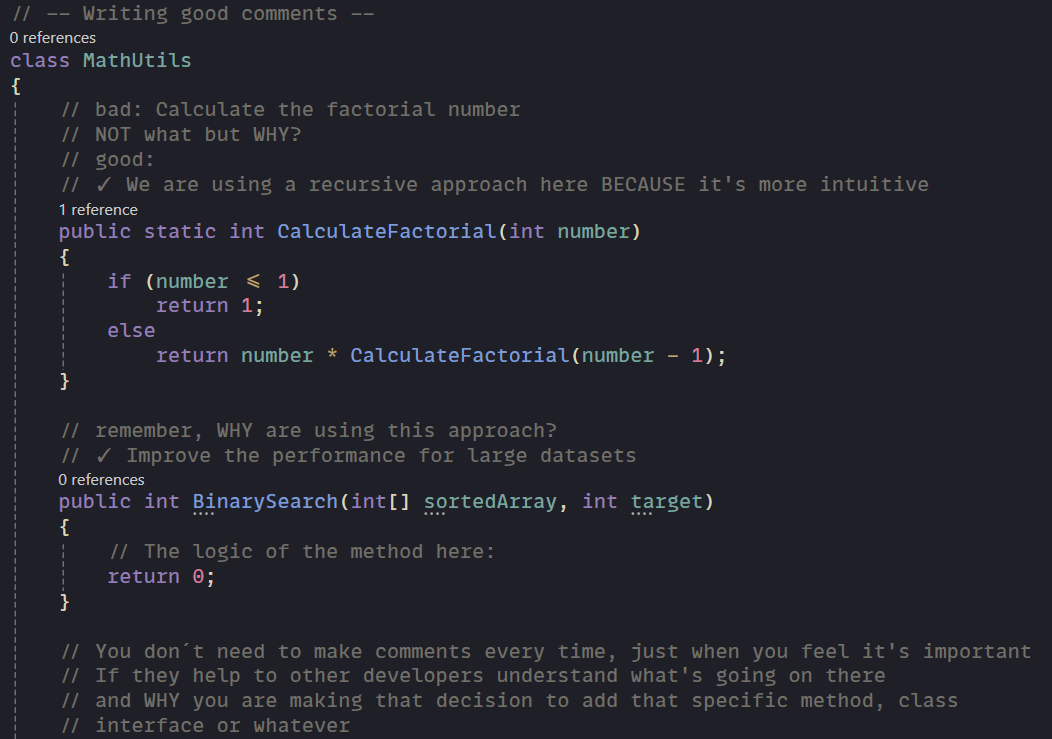 // -- Writing good comments --
0 references
class MathUtils
{
// bad: Calculate the factorial number
// NOT what but WHY?
// good:
// ✓ We are using a recursive approach here BECAUSE it's more intuitive
1 reference
public static int CalculateFactorial(int number)
{
if (number ⩽ 1)
return 1;
else
return number * CalculateFactorial(number - 1);
}
// remember, WHY are using this approach?
// ✓ Improve the performance for large datasets
0 references
public int BinarySearch(int[] sortedArray, int target)
{
// The logic of the method here:
return 0;
}
// You don´t need to make comments every time, just when you feel it's important
// If they help to other developers understand what's going on there
// and WHY you are making that decision to add that specific method, class
// interface or whatever